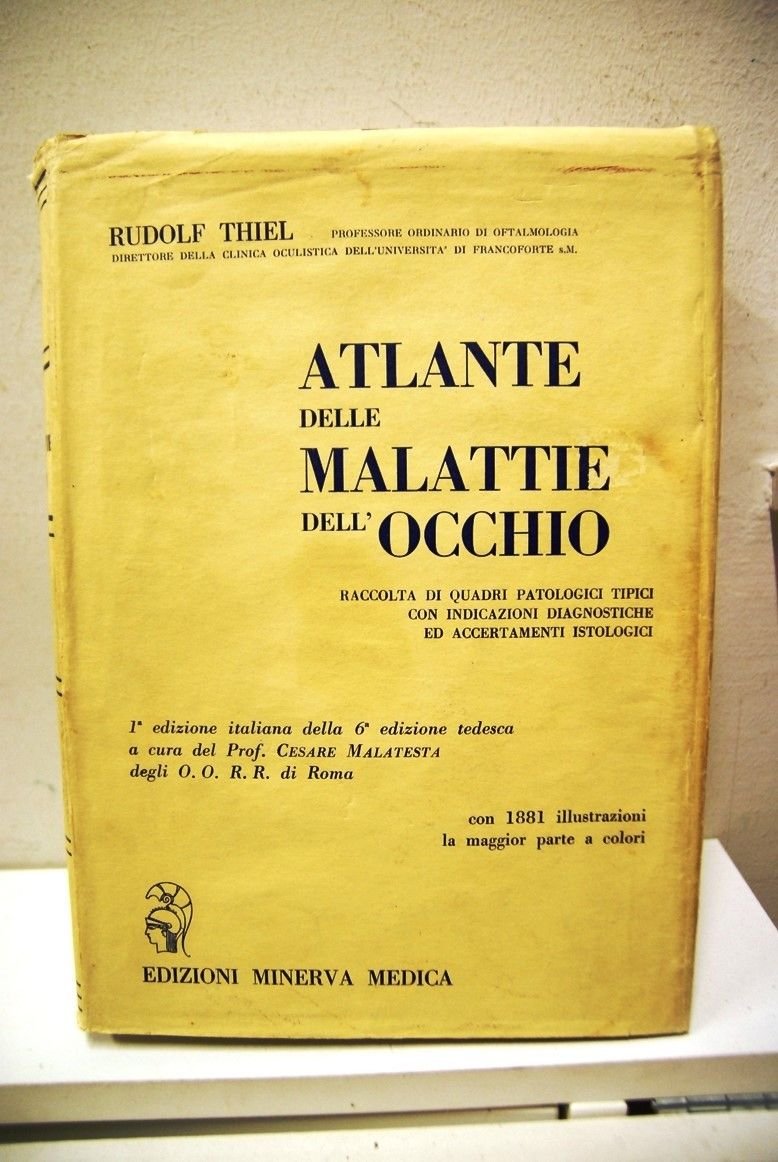 RUDOLF THIEL PROFESSORE ORDINARIO DI OFTALMOLOGIA
DIRETTORE DELLA CLINICA OCULISTICA DELL'UNIVERSITA' DI FRANCOFORTE s.M.
ATLANTE
DELLE
MALATTIE
DELL'OCCHIO
RACCOLTA DI QUADRI PATOLOGICI TIPICI
CON INDICAZIONI DIAGNOSTICHE
ED ACCERTAMENTI ISTOLOGICI
1ª edizione italiana della 6ª edizione tedesca
a cura del Prof. CESARE MALATESTA
degli O. O. R. R. di Roma
con 1881 illustrazioni
la maggior parte a colori
EDIZIONI MINERVA MEDICA